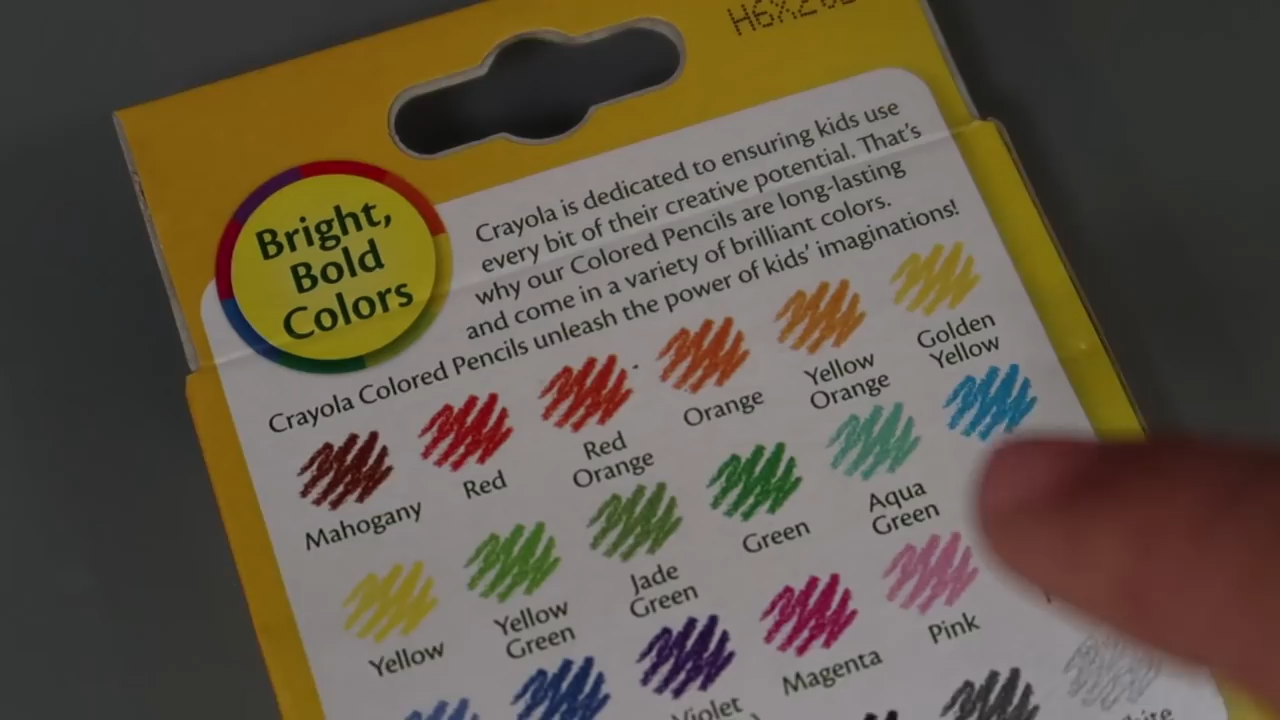 Bright,
Bold
Colors
Crayola is dedicated to ensuring kids use
every bit of their creative potential. That's
why our Colored Pencils are long-lasting
and come in a variety of brilliant colors.
Crayola Colored Pencils unleash the power of kids' imaginations!
Mahogany
Red
Red
Orange
Orange
Yellow
Orange
Golden
Yellow
Yellow
Yellow
Green
Jade
Green
Green
Aqua
Green
Violet
Magenta
Pink